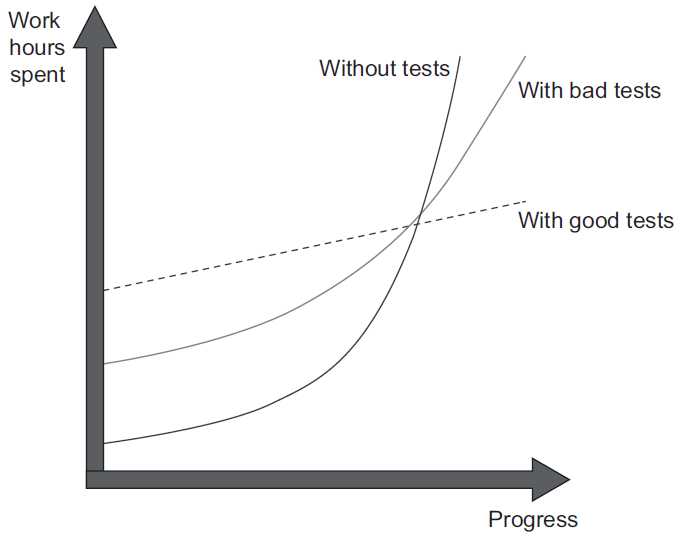 Work
hours
spent
Without tests
With bad tests
With good tests
Progress